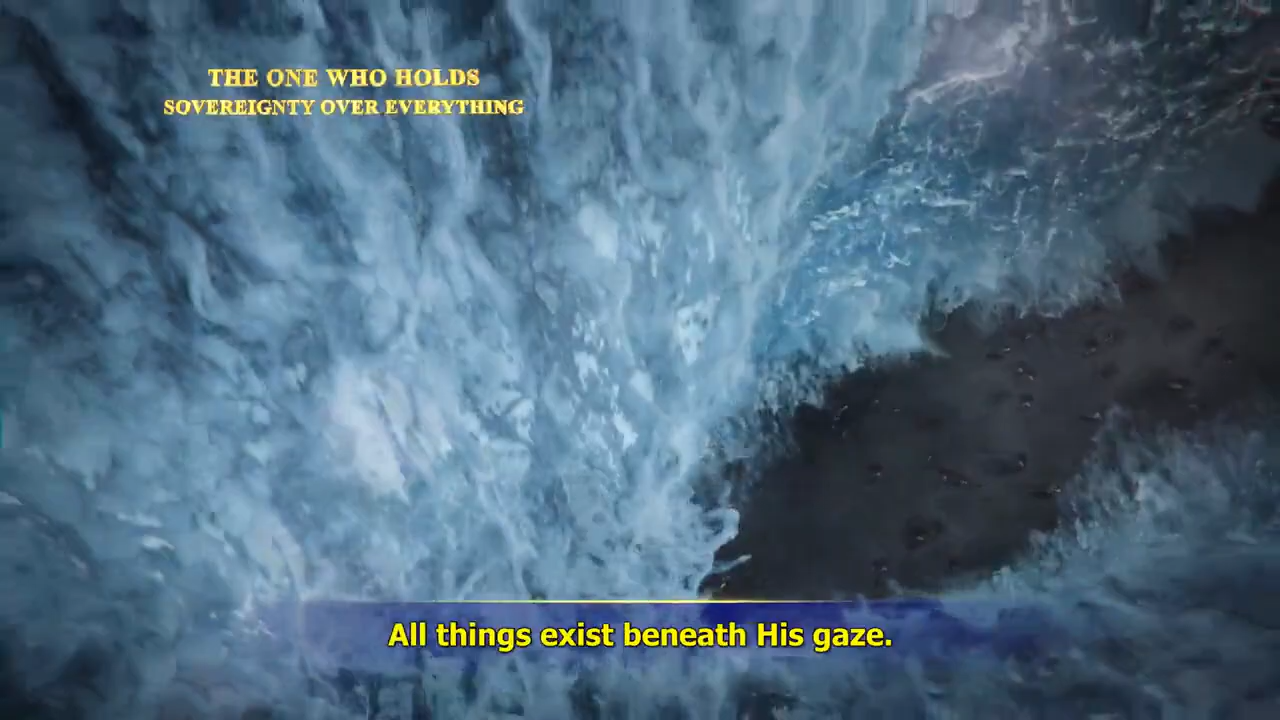 THE ONE WHO HOLDS
SOVEREIGNTY OVER EVERYTHING
All things exist beneath His gaze.